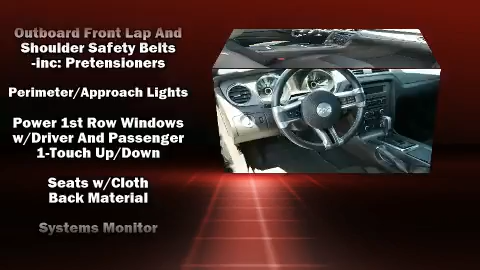 Outboard Front Lap And
Shoulder Safety Belts
-inc: Pretensioners
Perimeter/Approach Lights
Power 1st Row Windows
w/Driver And Passenger
1-Touch Up/Down
Seats w/Cloth
Back Material
Systems Monitor